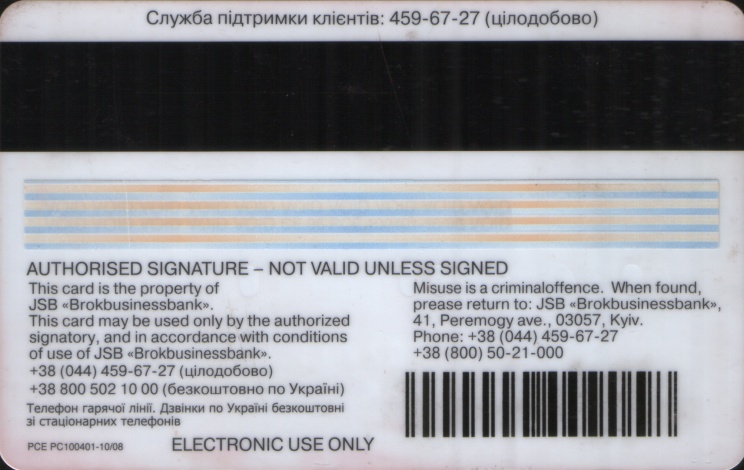 Служба підтримки клієнтів: 459-67-27 (цілодобово)
AUTHORISED SIGNATURE – NOT VALID UNLESS SIGNED
This card is the property of
JSB «Brokbusinessbank».
This card may be used only by the authorized
signatory, and in accordance with conditions
of use of JSB «Brokbusinessbank».
+38 (044) 459-67-27 (цілодобово)
+38 800 502 10 00 (безкоштовно по Україні)
Телефон гарячої лінії. Дзвінки по Україні безкоштовні
зі стаціонарних телефонів
PCE PC100401-10/08
ELECTRONIC USE ONLY
Misuse is a criminaloffence. When found,
prease return to: JSB «Brokbusinessbank»,
41, Peremogy ave., 03057, Kyiv.
Phone: +38 (044) 459-67-27
+38 (800) 50-21-000